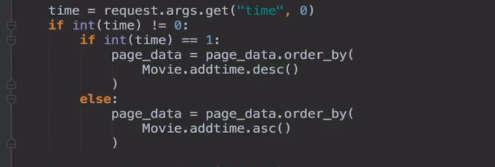 time = request.args.get("time", 0)
if int(time) != 0:
    if int(time) == 1:
        page_data = page_data.order_by(
            Movie.addtime.desc()
        )
    else:
        page_data = page_data.order_by(
            Movie.addtime.asc()
        )